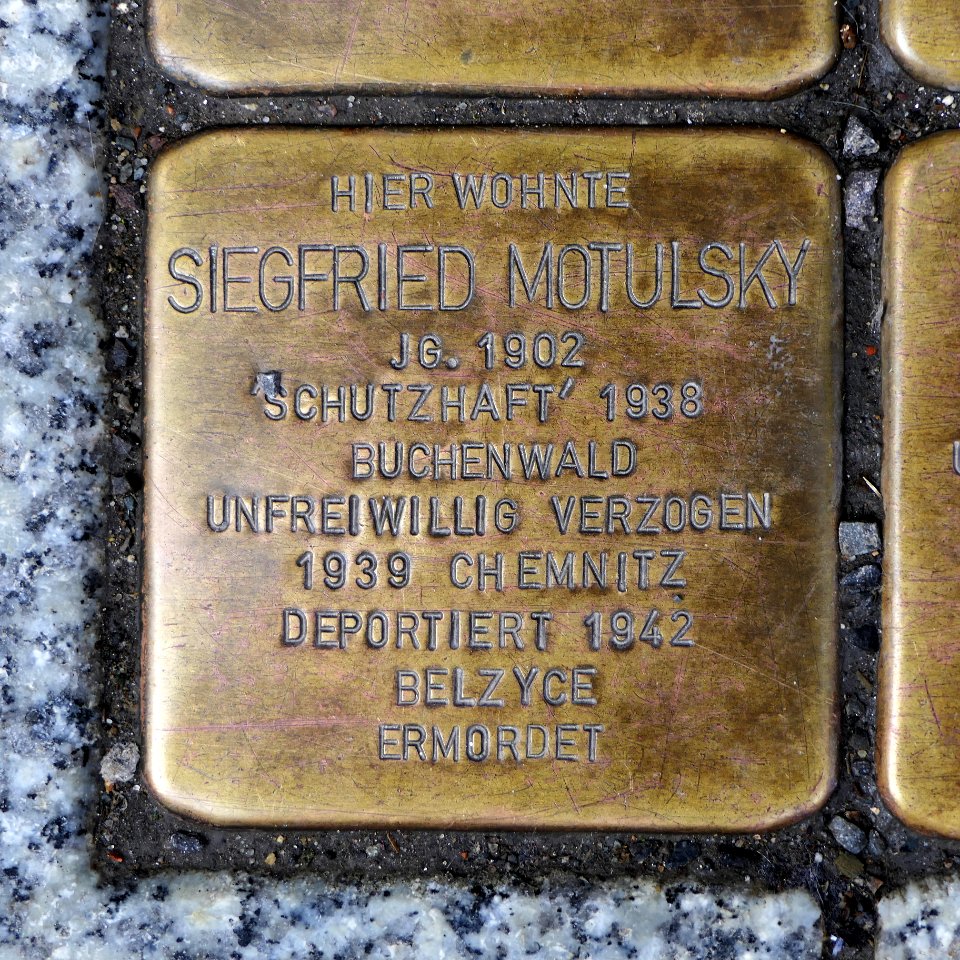 HIER WOHNTE
SIEGFRIED MOTULSKY
JG. 1902
'SCHUTZHAFT' 1938
BUCHENWALD
UNFREIWILLIG VERZOGEN
1939 CHEMNITZ
DEPORTIERT 1942
BELZYCE
ERMORDET